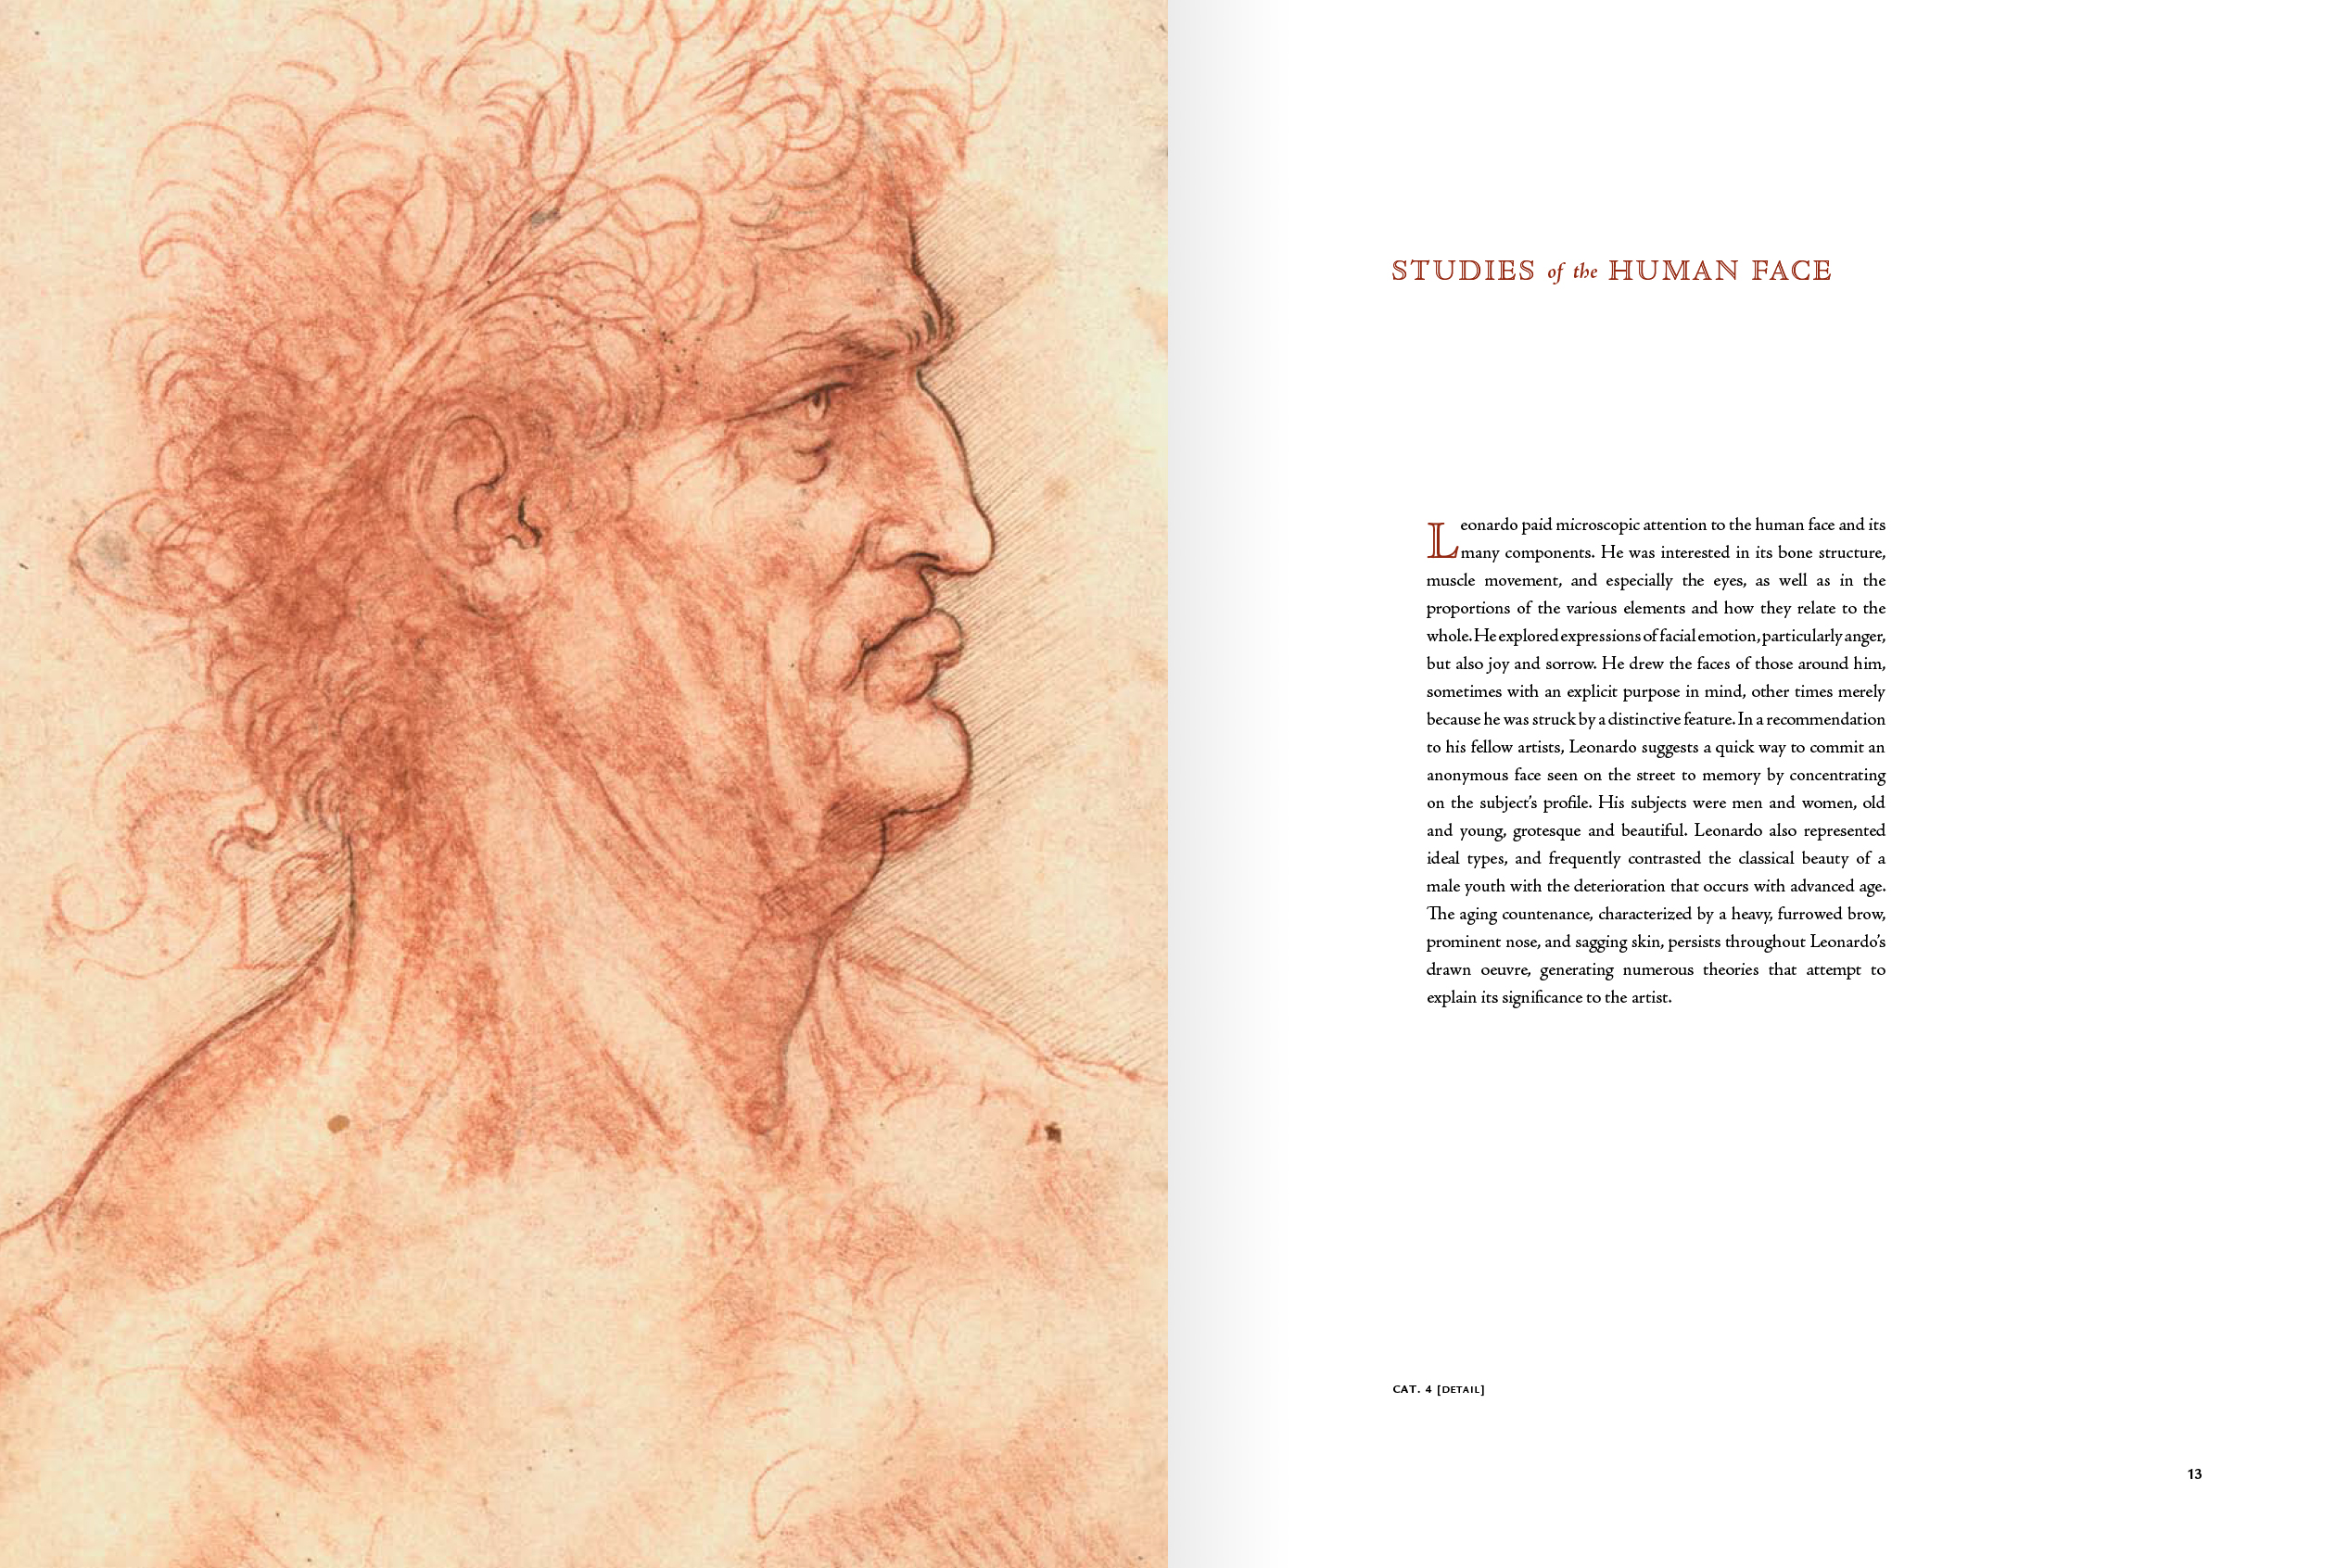 STUDIES of the HUMAN FACE
Leonardo paid microscopic attention to the human face and its
many components. He was interested in its bone structure,
muscle movement, and especially the eyes, as well as in the
proportions of the various elements and how they relate to the
whole. He explored expressions of facial emotion, particularly anger,
but also joy and sorrow. He drew the faces of those around him,
sometimes with an explicit purpose in mind, other times merely
because he was struck by a distinctive feature. In a recommendation
to his fellow artists, Leonardo suggests a quick way to commit an
anonymous face seen on the street to memory by concentrating
on the subject’s profile. His subjects were men and women, old
and young, grotesque and beautiful. Leonardo also represented
ideal types, and frequently contrasted the classical beauty of a
male youth with the deterioration that occurs with advanced age.
The aging countenance, characterized by a heavy, furrowed brow,
prominent nose, and sagging skin, persists throughout Leonardo’s
drawn oeuvre, generating numerous theories that attempt to
explain its significance to the artist.
CAT. 4 [DETAIL]
13